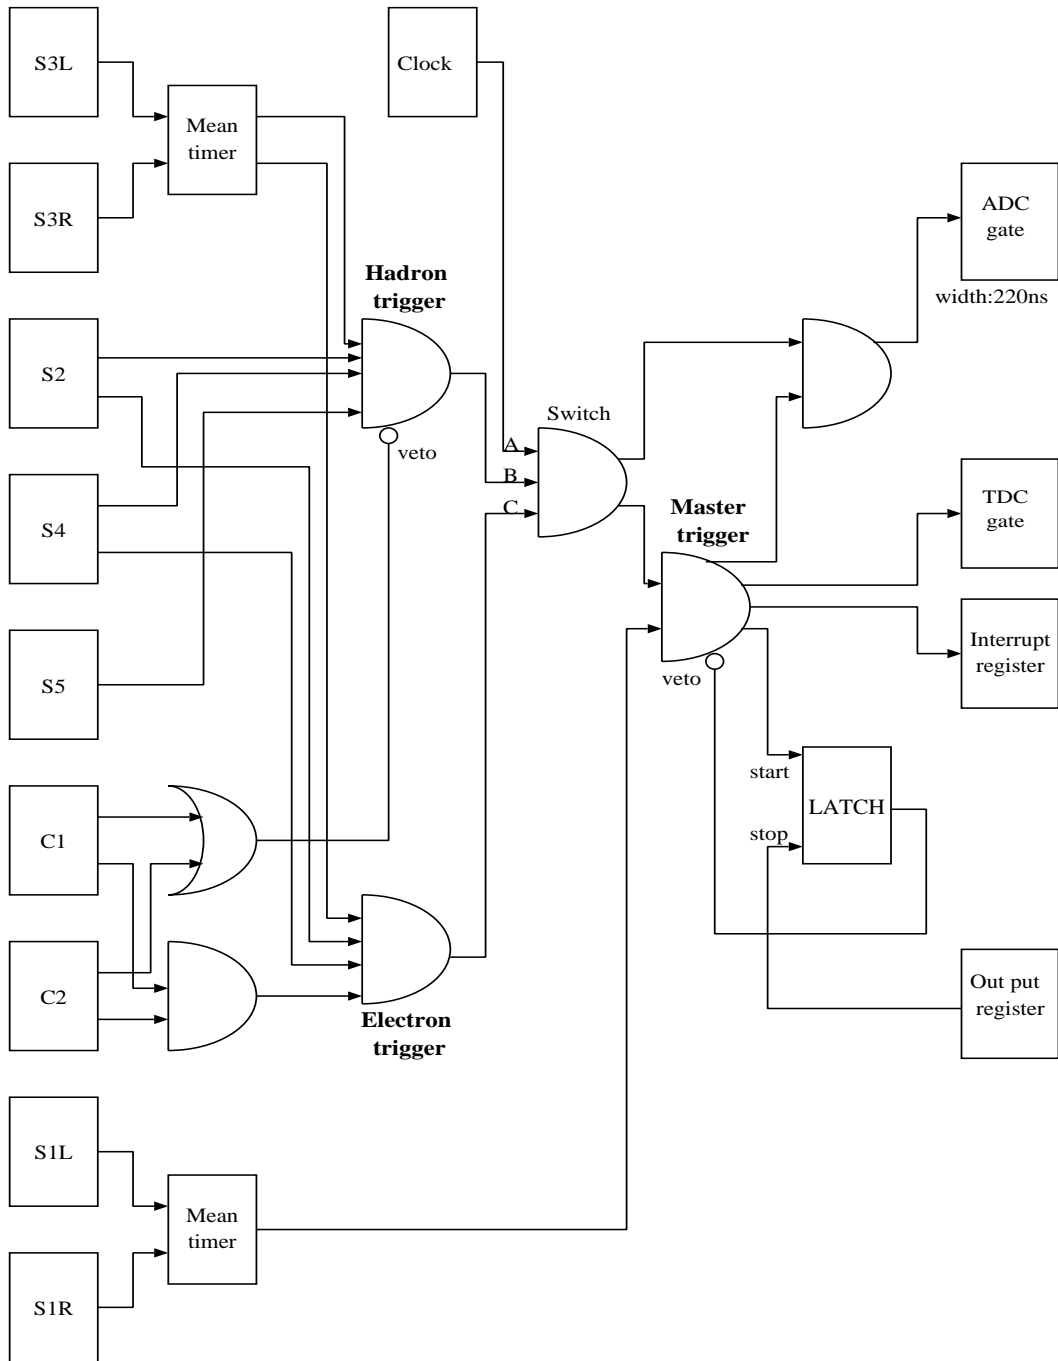 S3L
Clock
Mean
timer
S3R
ADC
gate
width:220ns
Hadron
trigger
S2
veto
Switch
A
B
C
S4
Master
trigger
TDC
gate
S5
veto
Interrupt
register
start
LATCH
stop
C1
C2
Electron
trigger
Out put
register
S1L
Mean
timer
S1R